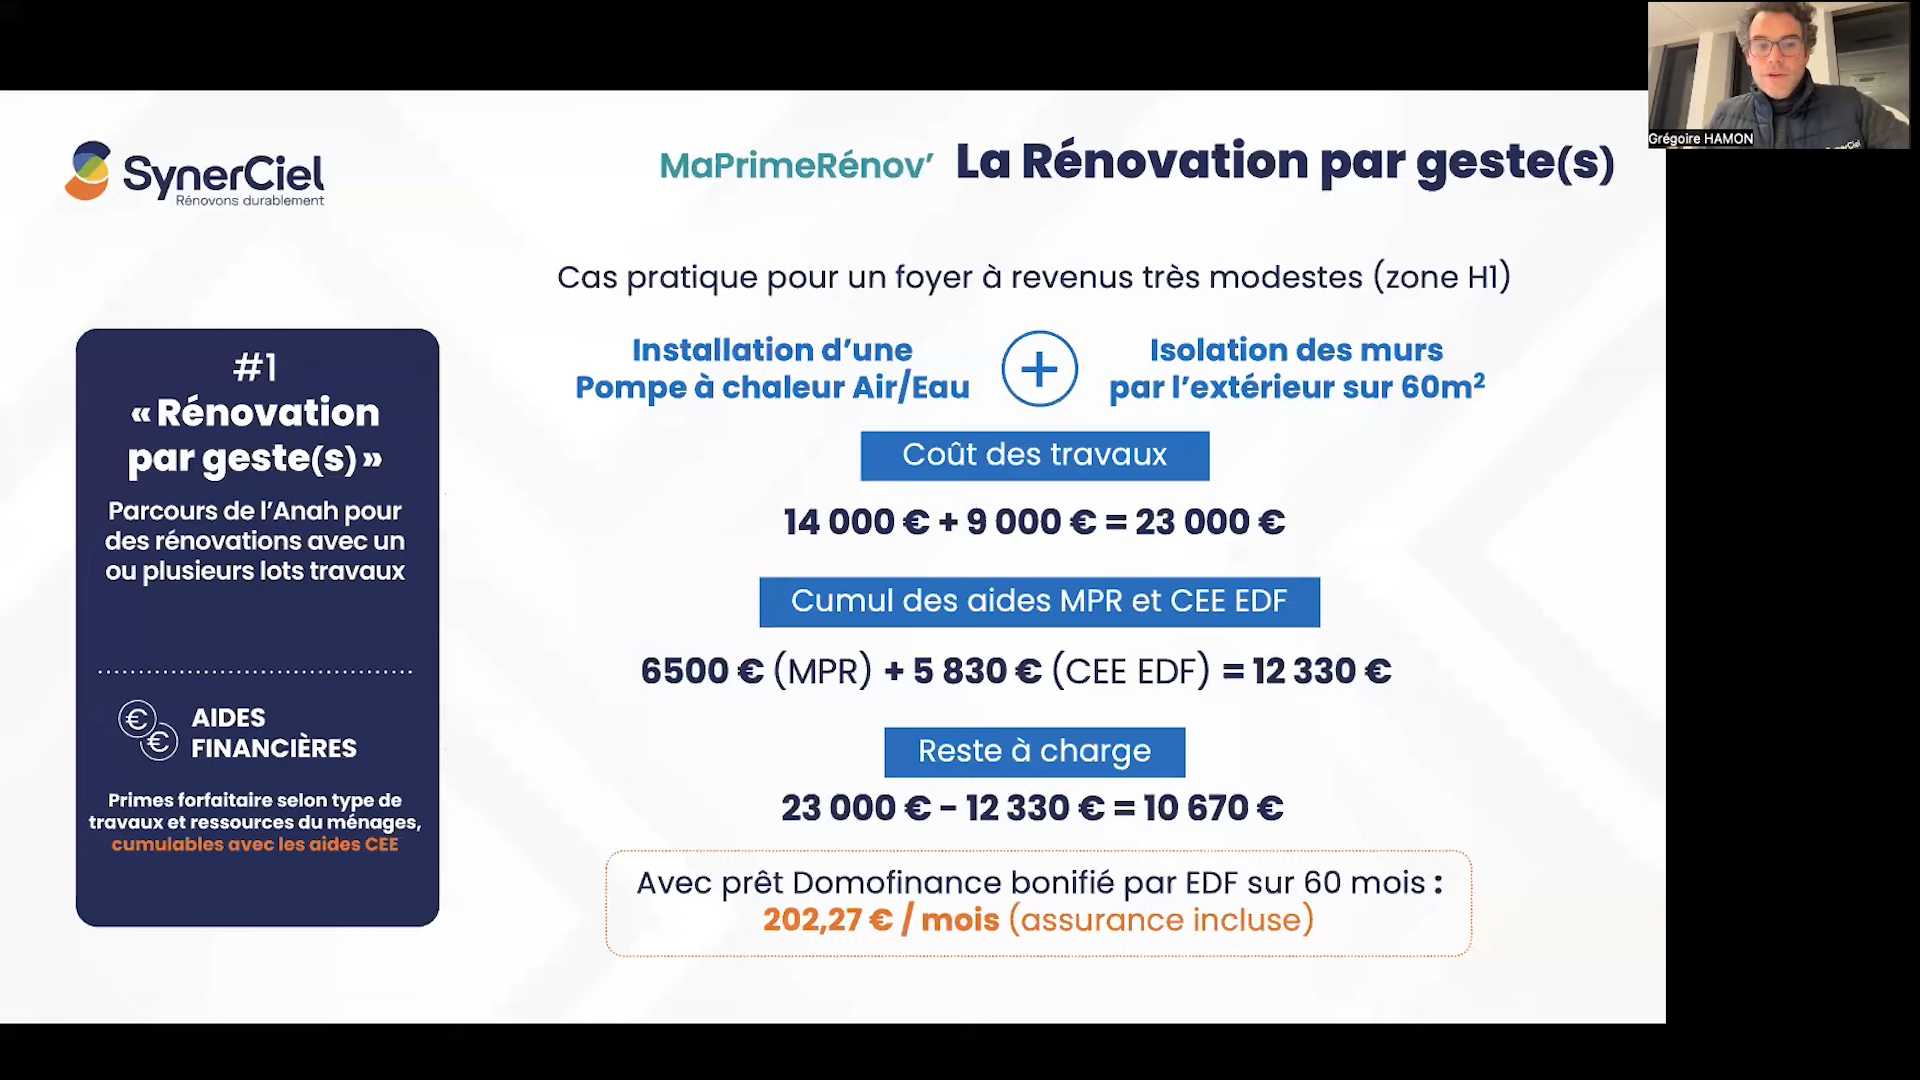 Grégoire HAMON
SynerCiel
SynerCiel
Rénovons durablement
MaPrimeRénov’ La Rénovation par geste(s)
Cas pratique pour un foyer à revenus très modestes (zone H1)
#1
« Rénovation
par geste(s) »
Parcours de l’Anah pour
des rénovations avec un
ou plusieurs lots travaux
€ € AIDES
FINANCIÈRES
Primes forfaitaire selon type de
travaux et ressources du ménages,
cumulables avec les aides CEE
Installation d’une
Pompe à chaleur Air/Eau
+
Isolation des murs
par l’extérieur sur 60m²
Coût des travaux
14 000 € + 9 000 € = 23 000 €
Cumul des aides MPR et CEE EDF
6500 € (MPR) + 5 830 € (CEE EDF) = 12 330 €
Reste à charge
23 000 € – 12 330 € = 10 670 €
Avec prêt Domofinance bonifié par EDF sur 60 mois :
202,27 € / mois (assurance incluse)